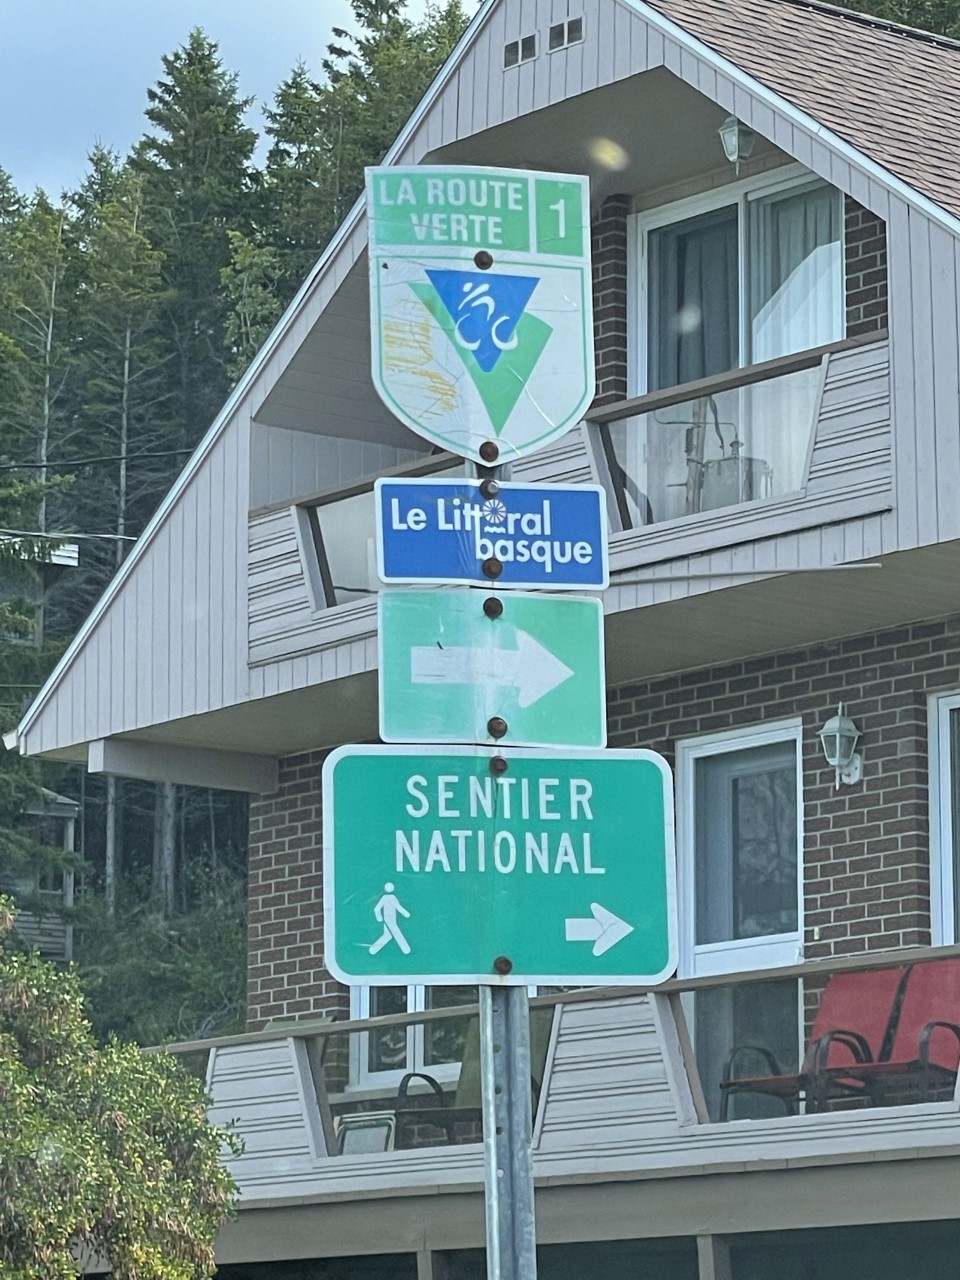 LA ROUTE
VERTE
1
Le Littoral
basque
SENTIER
NATIONAL